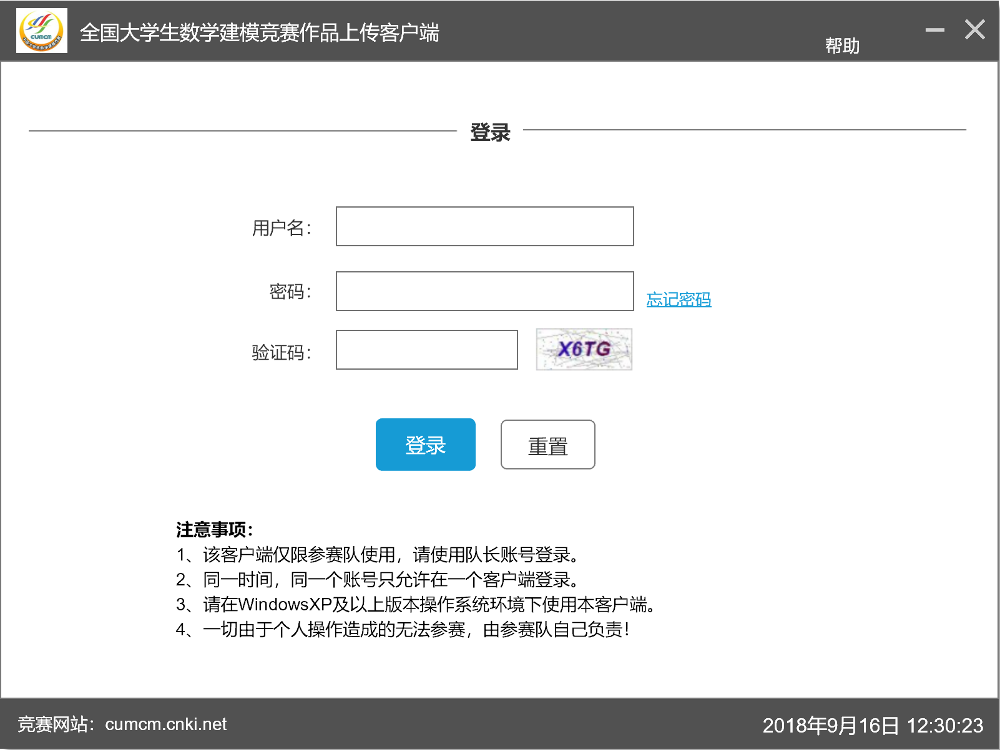 CUMCM
全国大学生数学建模竞赛作品上传客户端
帮助
登录
用户名：
密码：
忘记密码
验证码：
X6TG
登录 重置
注意事项：
1、该客户端仅限参赛队使用，请使用队长账号登录。
2、同一时间，同一个账号只允许在一个客户端登录。
3、请在WindowsXP及以上版本操作系统环境下使用本客户端。
4、一切由于个人操作造成的无法参赛，由参赛队自己负责！
竞赛网站：cumcm.cnki.net
2018年9月16日 12:30:23